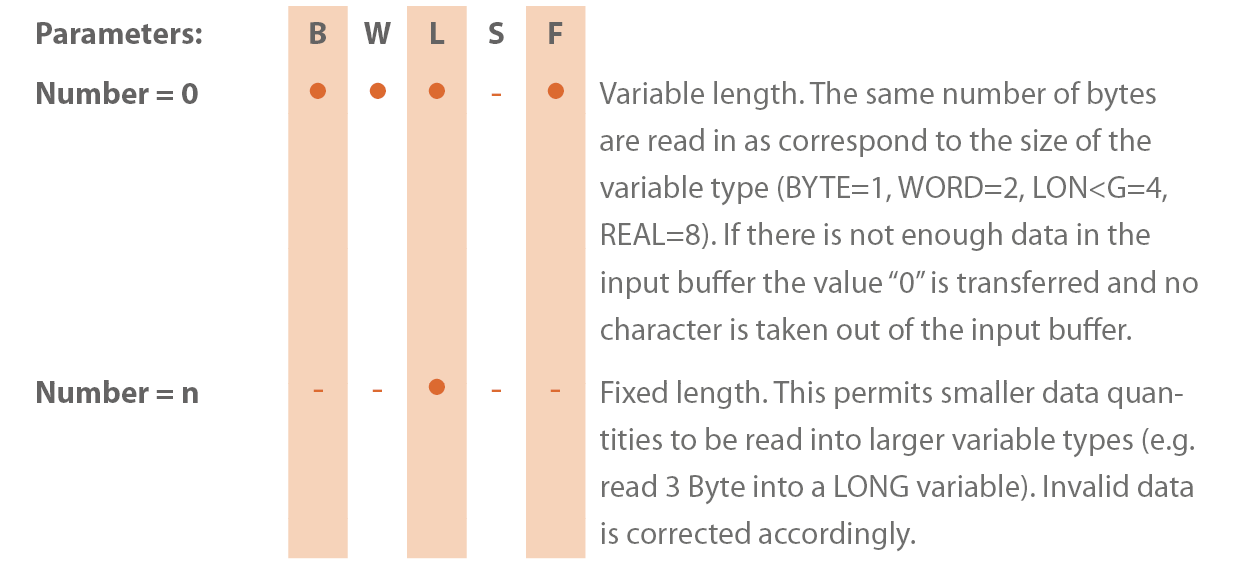 Parameters: B W L S F
Number = 0 ● ● ● - ● Variable length. The same number of bytes
are read in as correspond to the size of the
variable type (BYTE=1, WORD=2, LON<G=4,
REAL=8). If there is not enough data in the
input buffer the value “0” is transferred and no
character is taken out of the input buffer.
Number = n - - ● - - Fixed length. This permits smaller data quan-
tities to be read into larger variable types (e.g.
read 3 Byte into a LONG variable). Invalid data
is corrected accordingly.